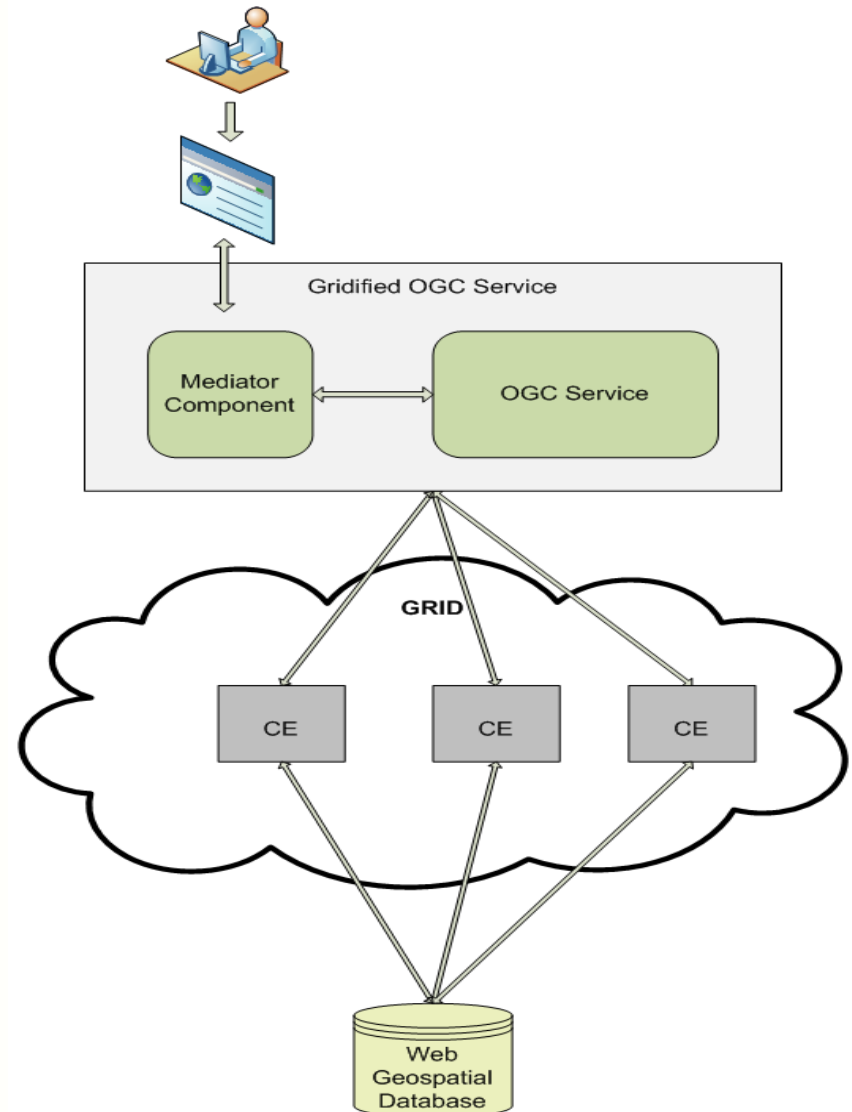 Gridified OGC Service
Mediator
Component
OGC Service
GRID
CE
CE
CE
Web
Geospatial
Database